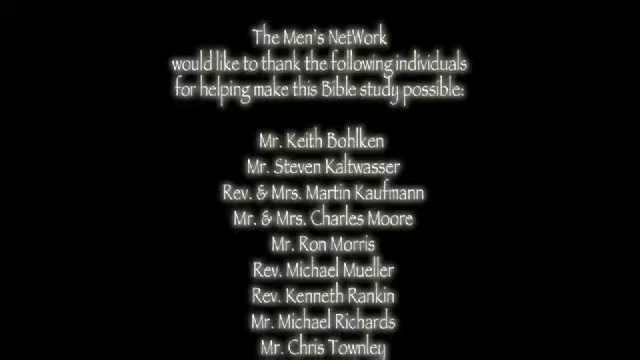 The Men's NetWork
would like to thank the following individuals
for helping make this Bible study possible:
Mr. Keith Bohlken
Mr. Steven Kaltwasser
Rev. & Mrs. Martin Kaufmann
Mr. & Mrs. Charles Moore
Mr. Ron Morris
Rev. Michael Mueller
Rev. Kenneth Rankin
Mr. Michael Richards
Mr. Chris Townley